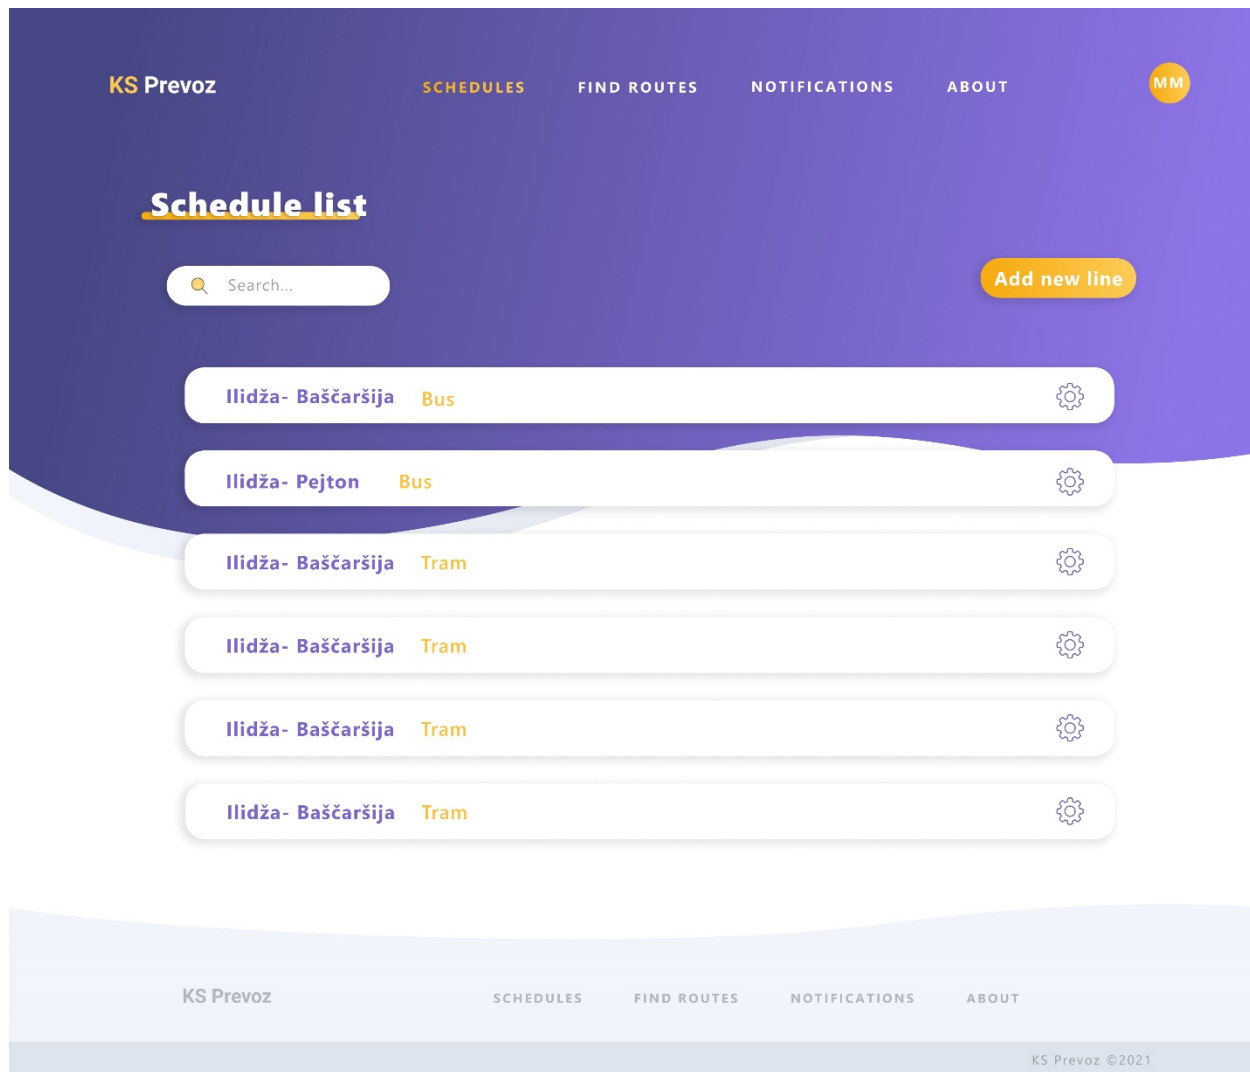 KS Prevoz
SCHEDULES
FIND ROUTES
NOTIFICATIONS
ABOUT
MM
Schedule list
Search...
Add new line
Ilidža- Baščaršija Bus
Ilidža- Pejton Bus
Ilidža- Baščaršija Tram
Ilidža- Baščaršija Tram
Ilidža- Baščaršija Tram
Ilidža- Baščaršija Tram
KS Prevoz
SCHEDULES
FIND ROUTES
NOTIFICATIONS
ABOUT
KS Prevoz ©2021